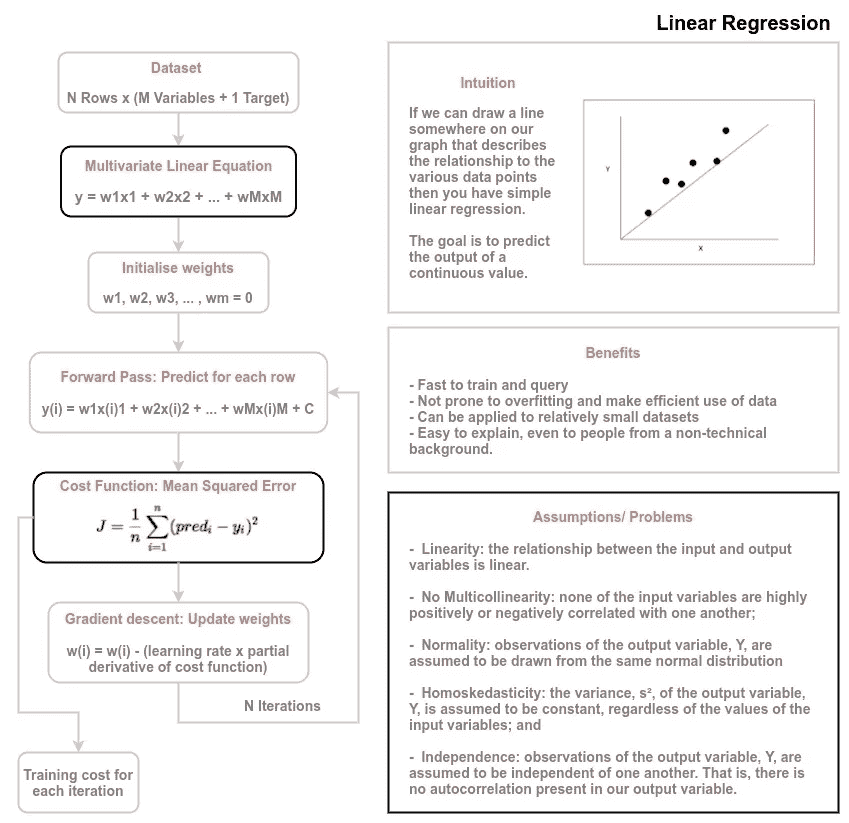 Linear Regression
Dataset
N Rows x (M Variables + 1 Target)
Multivariate Linear Equation
y = w1x1 + w2x2 + ... + wMxM
Initialise weights
w1, w2, w3, ... , wm = 0
Forward Pass: Predict for each row
y(i) = w1x(i)1 + w2x(i)2 + ... + wMx(i)M + C
Cost Function: Mean Squared Error
J = \frac{1}{n} \sum_{i=1}^{n} (pred_i - y_i)^2
Gradient descent: Update weights
w(i) = w(i) - (learning rate x partial
derivative of cost function)
N Iterations
Training cost for
each iteration
Intuition
If we can draw a line
somewhere on our
graph that describes
the relationship to the
various data points
then you have simple
linear regression.
The goal is to predict
the output of a
continuous value.
Y
X
Benefits
- Fast to train and query
- Not prone to overfitting and make efficient use of data
- Can be applied to relatively small datasets
- Easy to explain, even to people from a non-technical
background.
Assumptions/ Problems
- Linearity: the relationship between the input and output
variables is linear.
- No Multicollinearity: none of the input variables are highly
positively or negatively correlated with one another;
- Normality: observations of the output variable, Y, are
assumed to be drawn from the same normal distribution
- Homoskedasticity: the variance, s², of the output variable,
Y, is assumed to be constant, regardless of the values of the
input variables; and
- Independence: observations of the output variable, Y, are
assumed to be independent of one another. That is, there is
no autocorrelation present in our output variable.